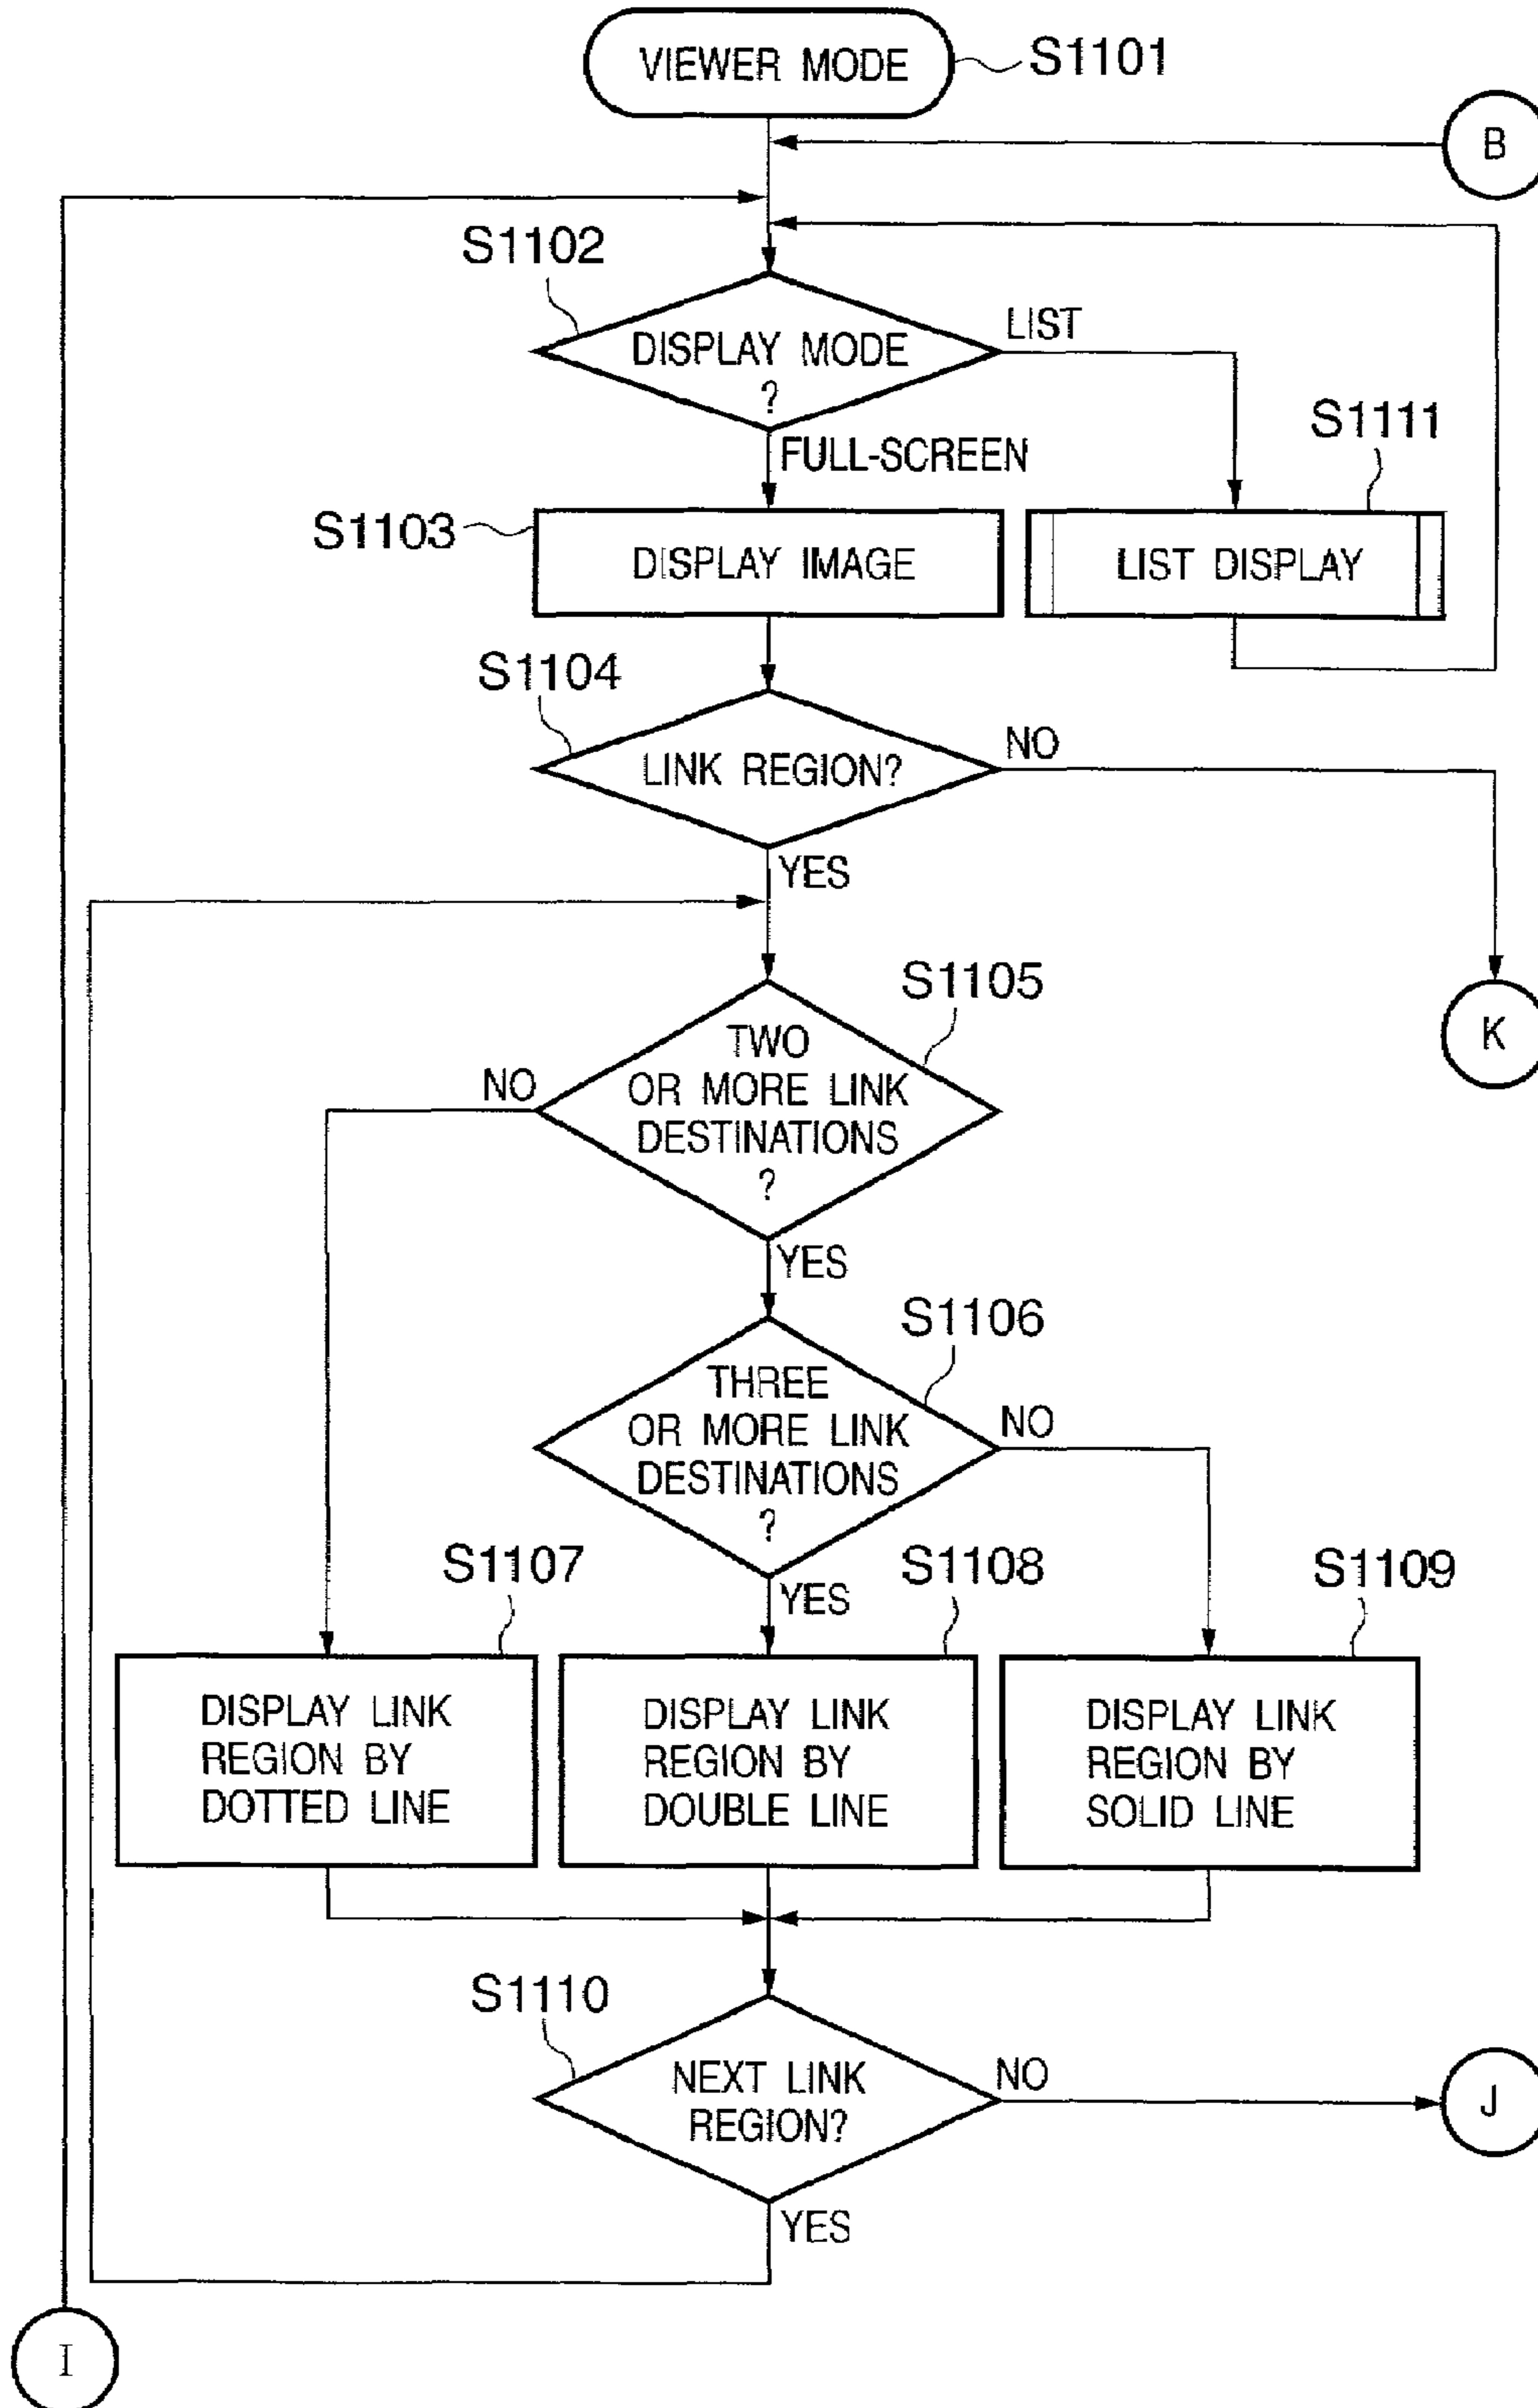 VIEWER MODE
S1101
B
S1102
DISPLAY MODE
?
LIST
FULL-SCREEN
S1111
S1103
DISPLAY IMAGE
LIST DISPLAY
S1104
LINK REGION?
NO
YES
K
S1105
TWO
OR MORE LINK
DESTINATIONS
?
NO
YES
S1106
THREE
OR MORE LINK
DESTINATIONS
?
NO
YES
S1107
DISPLAY LINK
REGION BY
DOTTED LINE
S1108
DISPLAY LINK
REGION BY
DOUBLE LINE
S1109
DISPLAY LINK
REGION BY
SOLID LINE
S1110
NEXT LINK
REGION?
NO
J
YES
I